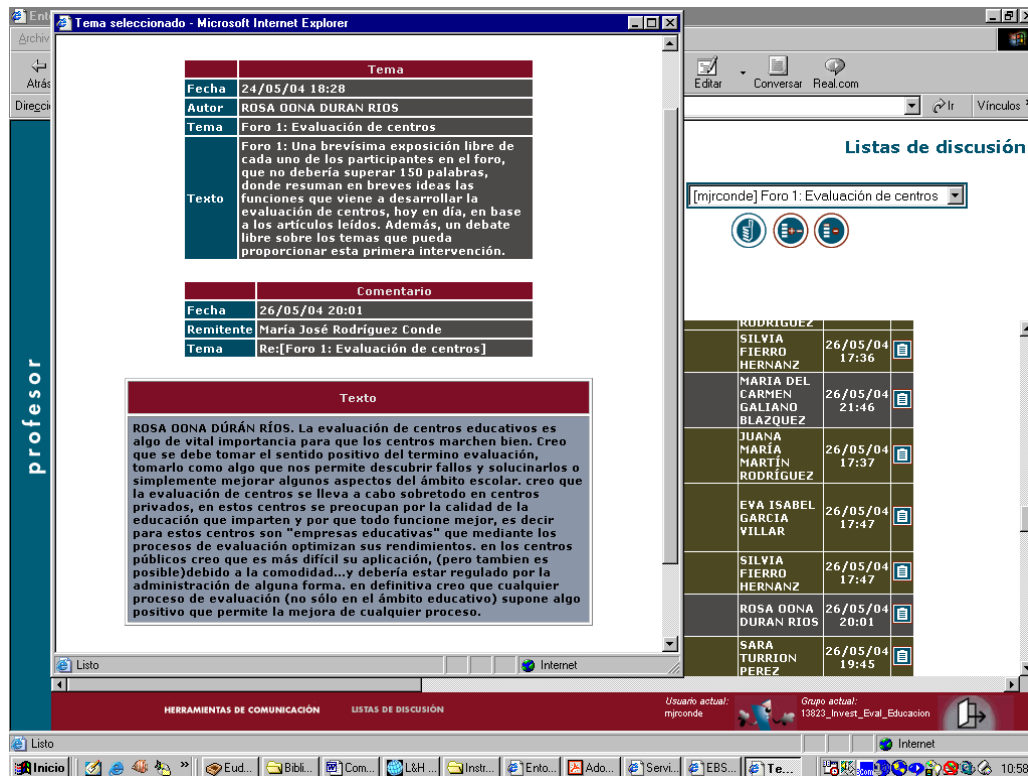 Tema seleccionado - Microsoft Internet Explorer
Ent
Archiv
Atrás
Direcci
Editar
Conversar
Real.com
Ir
Vínculos
Tema
Fecha 24/05/04 18:28
Autor ROSA OONA DURAN RIOS
Tema Foro 1: Evaluación de centros
Texto
Foro 1: Una brevísima exposición libre de
cada uno de los participantes en el foro,
que no debería superar 150 palabras,
donde resuman en breves ideas las
funciones que viene a desarrollar la
evaluación de centros, hoy en día, en base
a los artículos leídos. Además, un debate
libre sobre los temas que pueda
proporcionar esta primera intervención.
Comentario
Fecha 26/05/04 20:01
Remitente María José Rodríguez Conde
Tema Re:[Foro 1: Evaluación de centros]
Texto
ROSA OONA DÚRÁN RÍOS. La evaluación de centros educativos es
algo de vital importancia para que los centros marchen bien. Creo
que se debe tomar el sentido positivo del termino evaluación,
tomarlo como algo que nos permite descubrir fallos y solucinarlos o
simplemente mejorar algunos aspectos del ámbito escolar. creo que
la evaluación de centros se lleva a cabo sobretodo en centros
privados, en estos centros se preocupan por la calidad de la
educación que imparten y por que todo funcione mejor, es decir
para estos centros son "empresas educativas" que mediante los
procesos de evaluación optimizan sus rendimientos. en los centros
públicos creo que es más difícil su aplicación, (pero tambien es
posible)debido a la comodidad...y debería estar regulado por la
administración de alguna forma. en definitiva creo que cualquier
proceso de evaluación (no sólo en el ámbito educativo) supone algo
positivo que permite la mejora de cualquier proceso.
Listo
Internet
profesor
Listas de discusión
[mjrconde] Foro 1: Evaluación de centros
RODRIGUEZ
SILVIA
FIERRO
HERNANZ
26/05/04
17:36
MARIA DEL
CARMEN
GALIANO
BLAZQUEZ
26/05/04
21:46
JUANA
MARÍA
MARTÍN
RODRÍGUEZ
26/05/04
17:37
EVA ISABEL
GARCIA
VILLAR
26/05/04
17:47
SILVIA
FIERRO
HERNANZ
26/05/04
17:47
ROSA OONA
DURAN RIOS
26/05/04
20:01
SARA
TURRION
PEREZ
26/05/04
19:45
HERRAMIENTAS DE COMUNICACIÓN
LISTAS DE DISCUSIÓN
Usuario actual:
mjrconde
Grupo actual:
13823_Invest_Eval_Educacion
Listo
Internet
Inicio
»
Eud...
Bibli...
Com...
L&H ...
Instr...
Ento...
Ado...
Servi...
EBS...
Te...
10:58